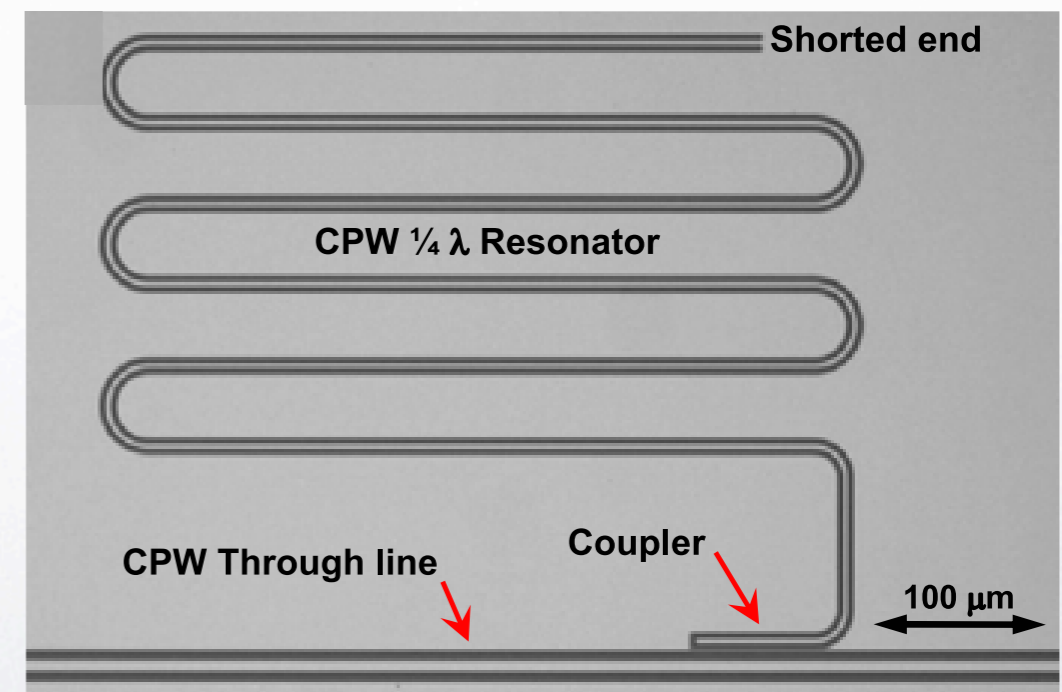 Shorted end
CPW ¼ λ Resonator
CPW Through line
Coupler
100 μm